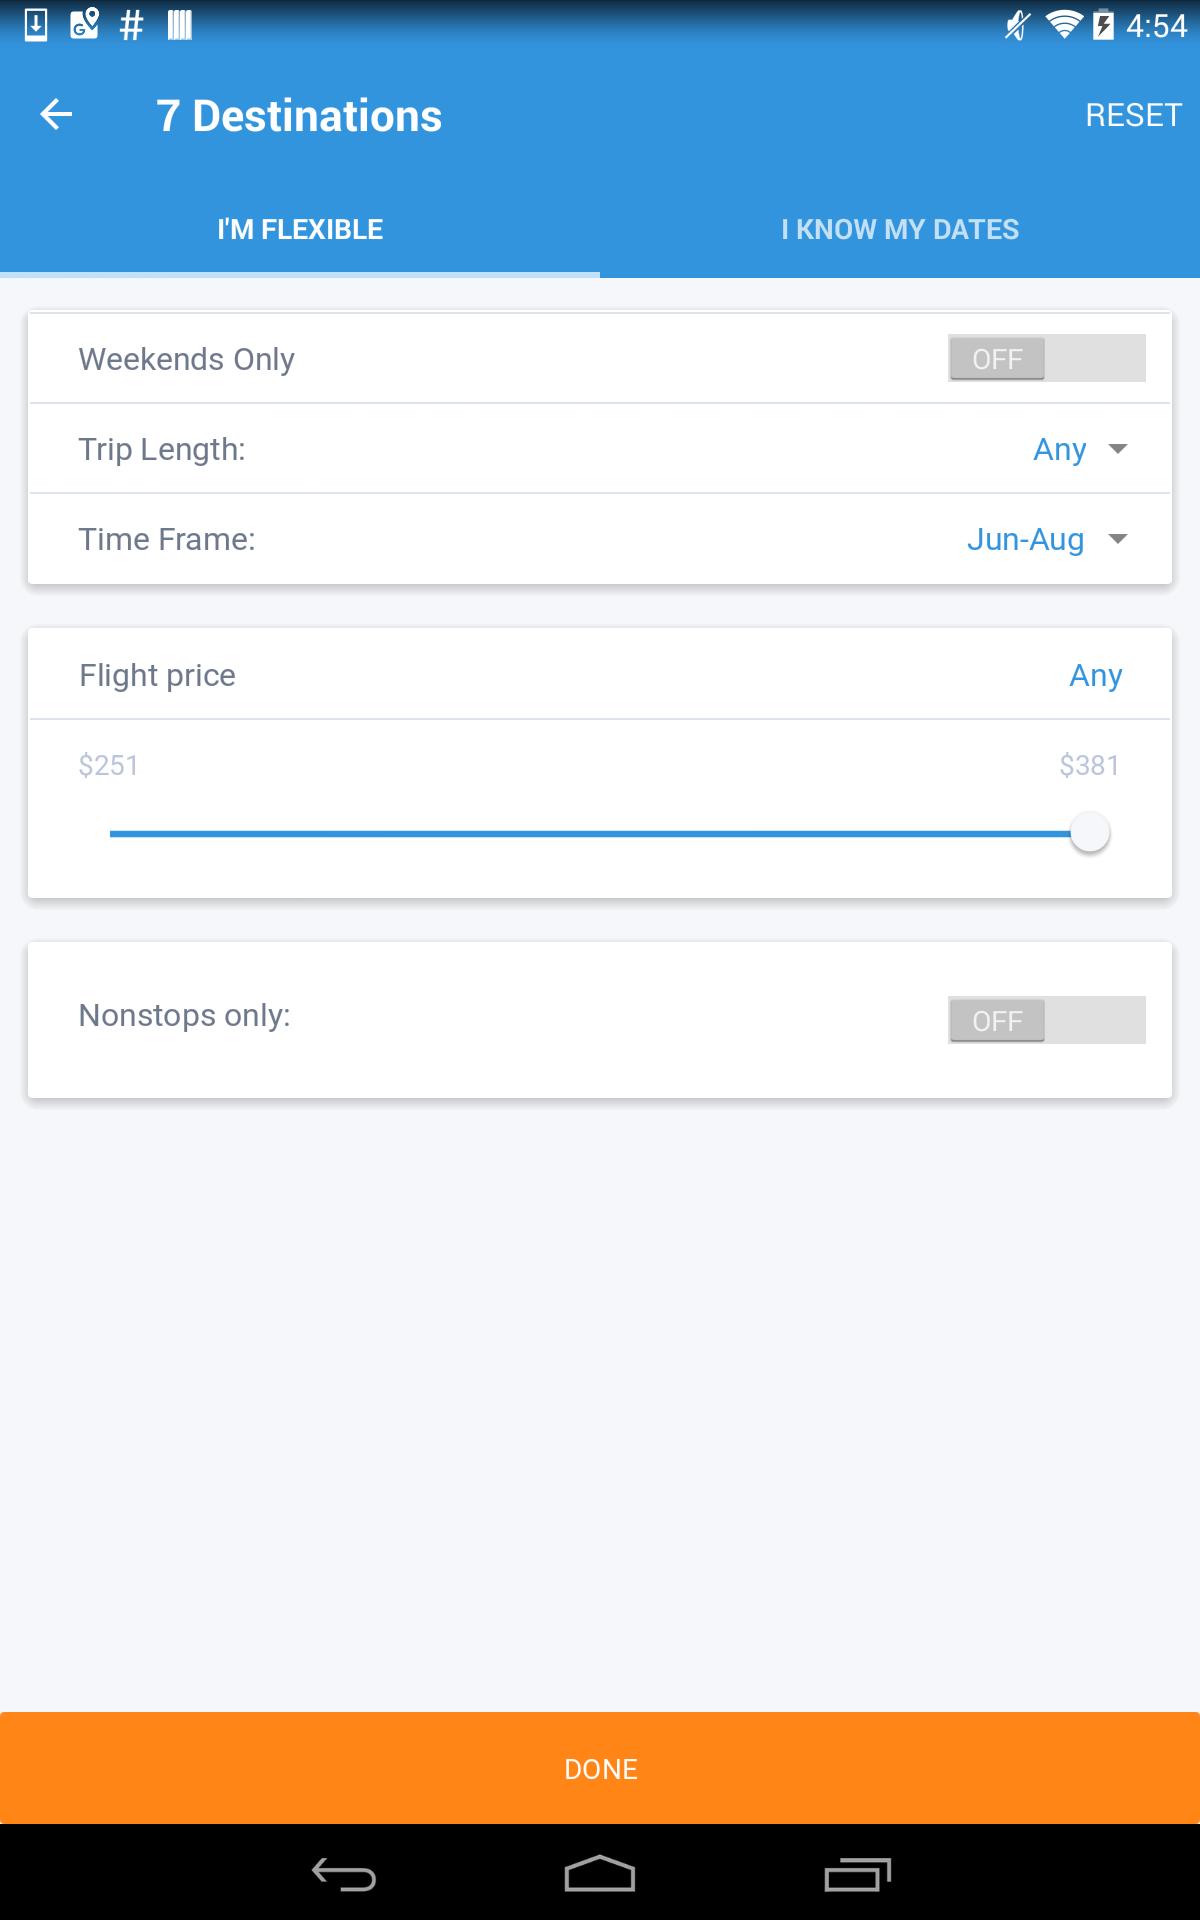 4:54
7 Destinations RESET
I'M FLEXIBLE I KNOW MY DATES
Weekends Only OFF
Trip Length: Any
Time Frame: Jun-Aug
Flight price Any
$251 $381
Nonstops only: OFF
DONE